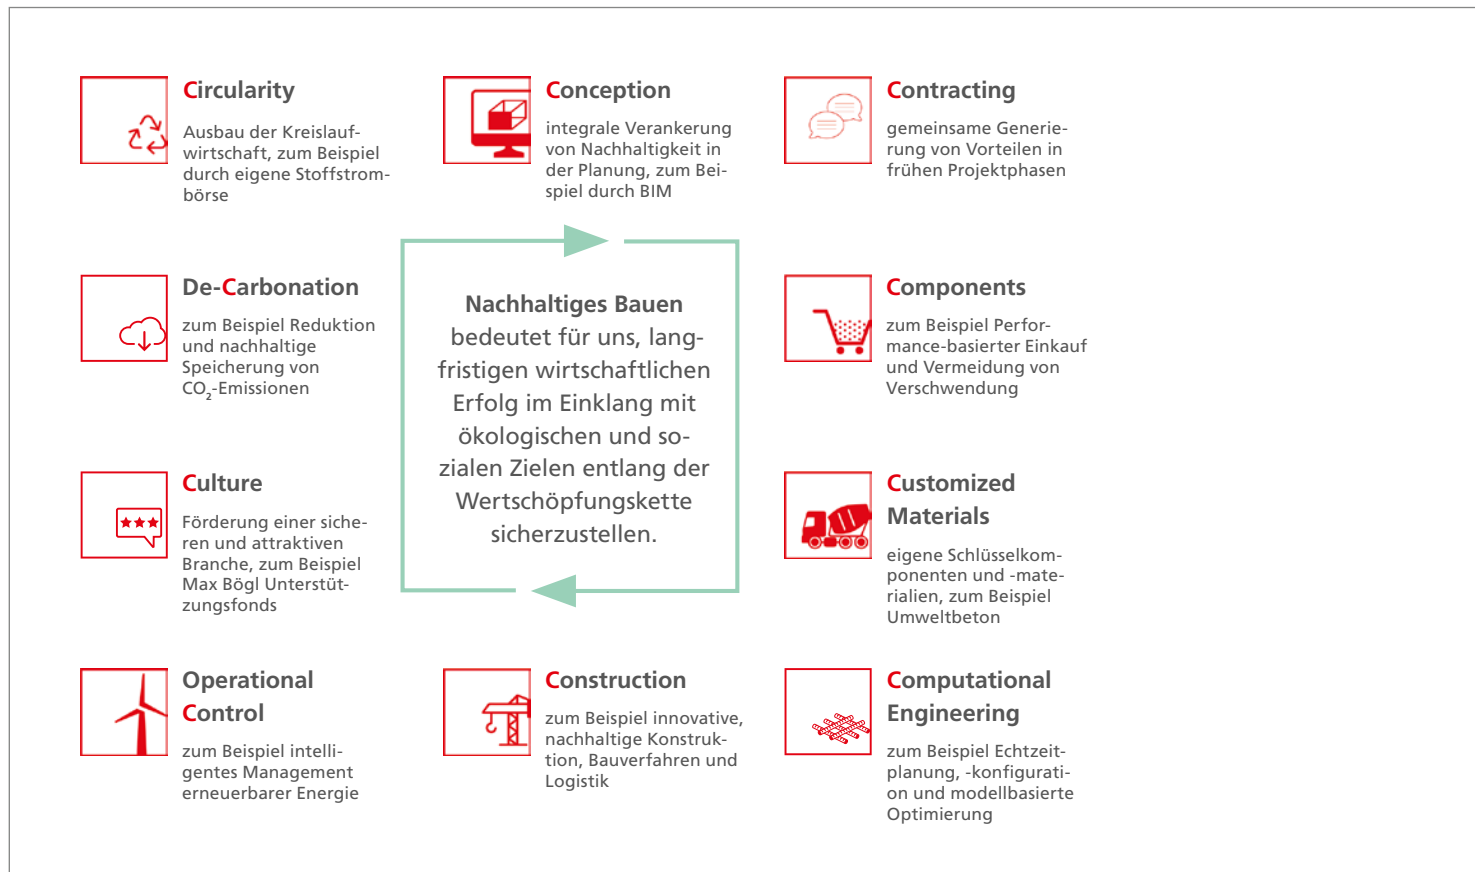 Circularity
Ausbau der Kreislauf-
wirtschaft, zum Beispiel
durch eigene Stoffstrom-
börse
Conception
integrale Verankerung
von Nachhaltigkeit in
der Planung, zum Bei-
spiel durch BIM
Contracting
gemeinsame Generie-
rung von Vorteilen in
frühen Projektphasen
De-Carbonation
zum Beispiel Reduktion
und nachhaltige
Speicherung von
CO₂-Emissionen
Nachhaltiges Bauen
bedeutet für uns, lang-
fristigen wirtschaftlichen
Erfolg im Einklang mit
ökologischen und so-
zialen Zielen entlang der
Wertschöpfungskette
sicherzustellen.
Components
zum Beispiel Perfor-
mance-basierter Einkauf
und Vermeidung von
Verschwendung
Culture
Förderung einer siche-
ren und attraktiven
Branche, zum Beispiel
Max Bögl Unterstüt-
zungsfonds
Customized
Materials
eigene Schlüsselkom-
ponenten und -mate-
rialien, zum Beispiel
Umweltbeton
Operational
Control
zum Beispiel intelli-
gentes Management
erneuerbarer Energie
Construction
zum Beispiel innovative,
nachhaltige Konstruk-
tion, Bauverfahren und
Logistik
Computational
Engineering
zum Beispiel Echtzeit-
planung, -konfigurati-
on und modellbasierte
Optimierung